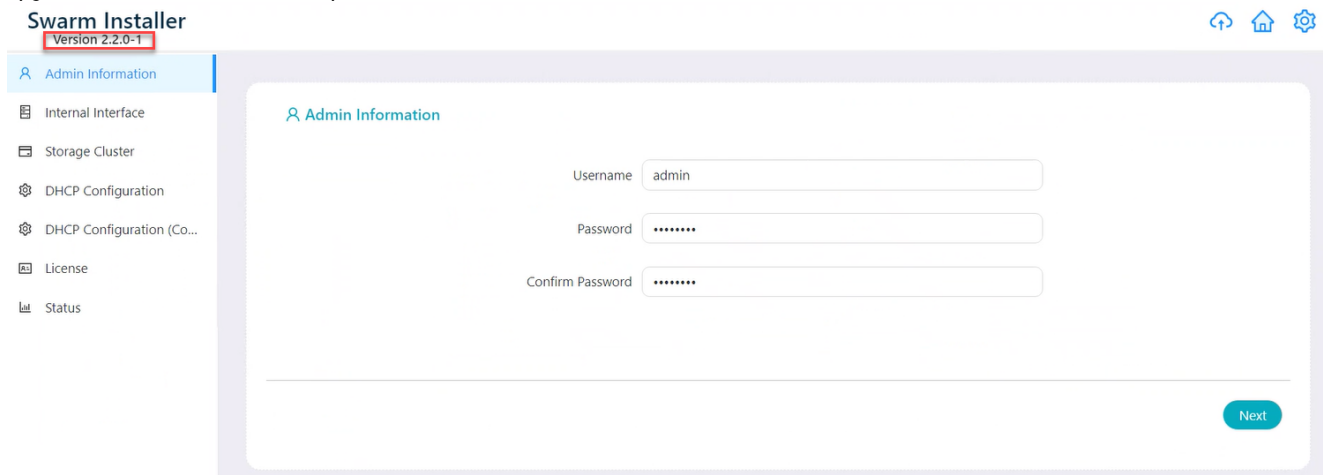 Swarm Installer
Version 2.2.0-1
Admin Information
Internal Interface
Storage Cluster
DHCP Configuration
DHCP Configuration (Co...
License
Status
Admin Information
Username admin
Password ••••••••
Confirm Password ••••••••
Next